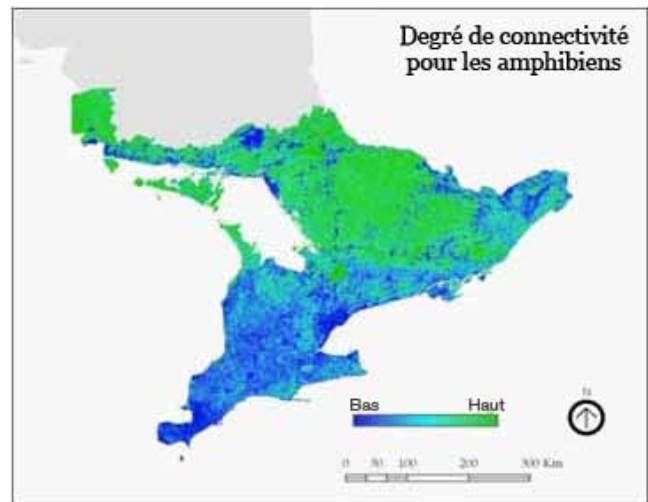 Degré de connectivité
pour les amphibiens
Bas Haut
N
0 50 100 200 300 Km